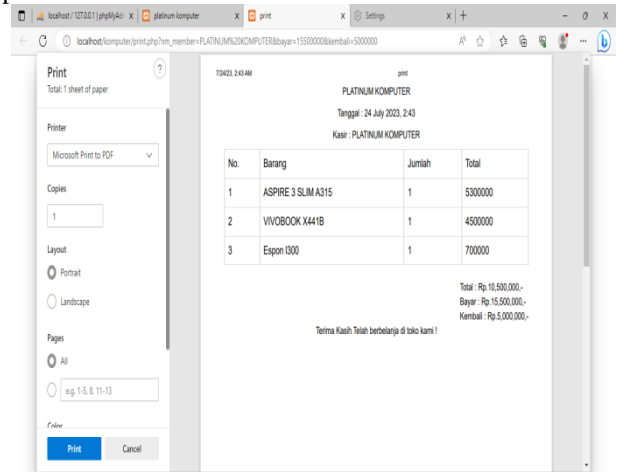 localhost / 127.0.0.1 | phpMyAd
platinum komputer
print
Settings
localhost/komputer/print.php?nm_member=PLATINUM%20KOMPUTER&bayar=15500000&kembali=5000000
Print
?
Total: 1 sheet of paper
Printer
Microsoft Print to PDF
Copies
1
Layout
Portrait
Landscape
Pages
All
e.g. 1-5, 8, 11-13
Color
Print Cancel
7/24/23, 2:43 AM print
PLATINUM KOMPUTER
Tanggal : 24 July 2023, 2:43
Kasir : PLATINUM KOMPUTER
No. Barang Jumlah Total
1 ASPIRE 3 SLIM A315 1 5300000
2 VIVOBOOK X441B 1 4500000
3 Espon l300 1 700000
Total : Rp.10,500,000,-
Bayar : Rp.15,500,000,-
Kembali : Rp.5,000,000,-
Terima Kasih Telah berbelanja di toko kami !